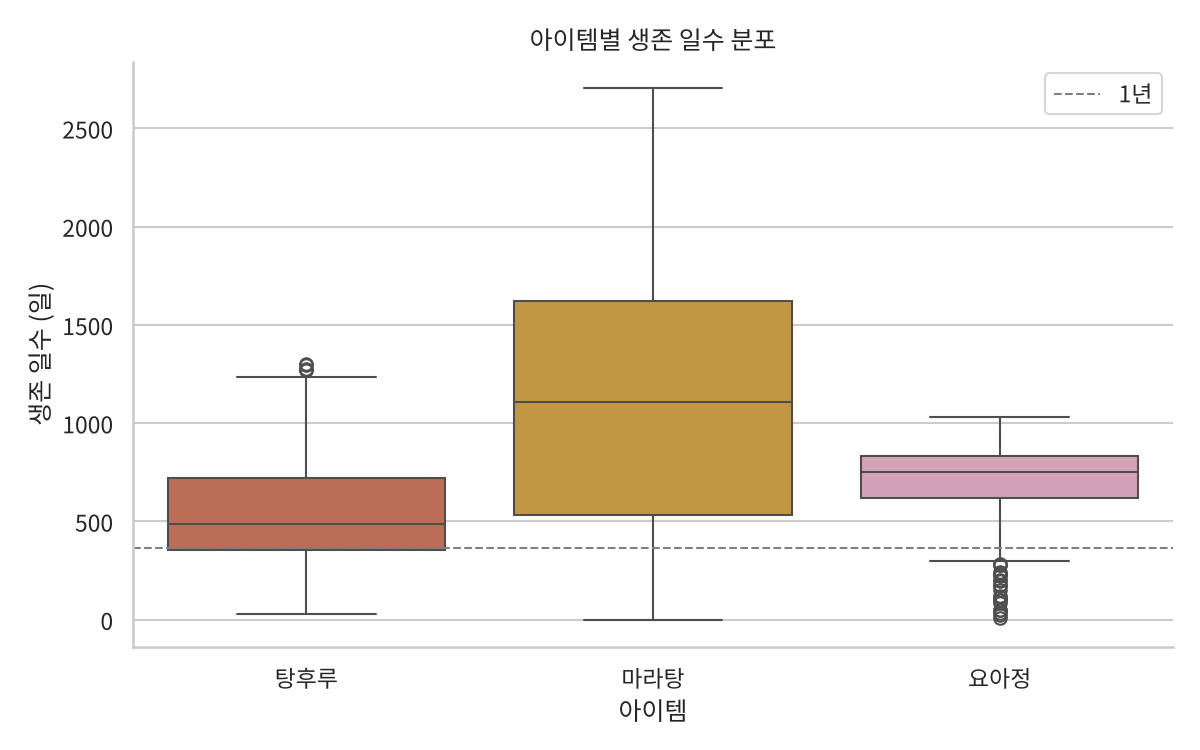 아이템별 생존 일수 분포
1년
생존 일수 (일)
2500
2000
1500
1000
500
0
탕후루
마라탕
요아정
아이템